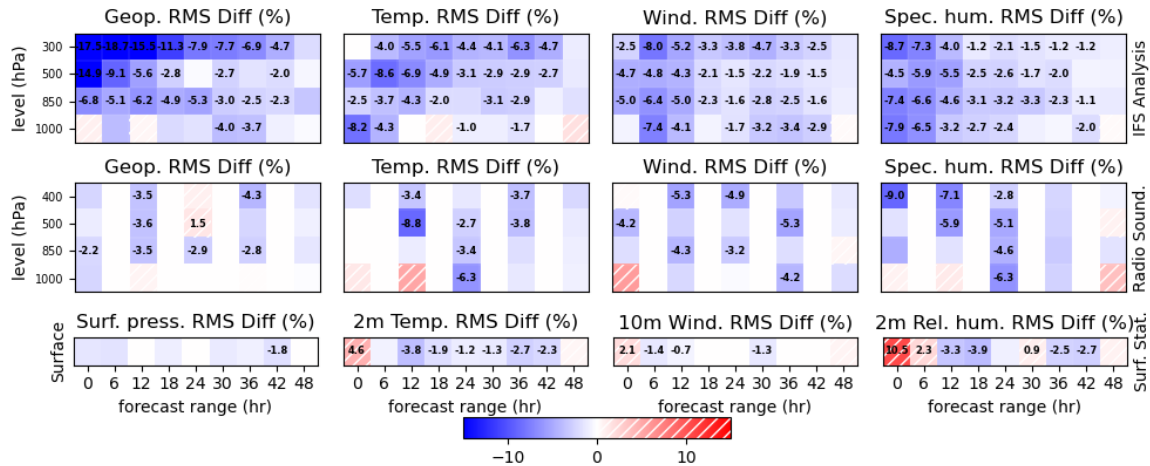 Geop. RMS Diff (%) Temp. RMS Diff (%) Wind. RMS Diff (%) Spec. hum. RMS Diff (%)
level (hPa)
300 -17.5 -18.7 -15.5 -11.3 -7.9 -7.7 -6.9 -4.7 -4.0 -5.5 -6.1 -4.4 -4.1 -6.3 -4.7 -2.5 -8.0 -5.2 -3.3 -3.8 -4.7 -3.3 -2.5 -8.7 -7.3 -4.0 -1.2 -2.1 -1.5 -1.2 -1.2
500 -14.9 -9.1 -5.6 -2.8 -2.7 -2.0 -5.7 -8.6 -6.9 -4.9 -3.1 -2.9 -2.9 -2.7 -4.7 -4.8 -4.3 -2.1 -1.5 -2.2 -1.9 -1.5 -4.5 -5.9 -5.5 -2.5 -2.6 -1.7 -2.0
850 -6.8 -5.1 -6.2 -4.9 -5.3 -3.0 -2.5 -2.3 -2.5 -3.7 -4.3 -2.0 -3.1 -2.9 -5.0 -6.4 -5.0 -2.3 -1.6 -2.8 -2.5 -1.6 -7.4 -6.6 -4.6 -3.1 -3.2 -3.3 -2.3 -1.1
1000 -4.0 -3.7 -8.2 -4.3 -1.0 -1.7 -7.4 -4.1 -1.7 -3.2 -3.4 -2.9 -7.9 -6.5 -3.2 -2.7 -2.4 -2.0
IFS Analysis
Geop. RMS Diff (%) Temp. RMS Diff (%) Wind. RMS Diff (%) Spec. hum. RMS Diff (%)
level (hPa)
400 -3.5 -4.3 -3.4 -3.7 -5.3 -4.9 -9.0 -7.1 -2.8
500 -3.6 1.5 -8.8 -2.7 -3.8 -4.2 -5.3 -5.9 -5.1
850 -2.2 -3.5 -2.9 -2.8 -3.4 -4.3 -3.2 -4.6
1000 -6.3 -4.2 -6.3
Radio Sound.
Surf. press. RMS Diff (%) 2m Temp. RMS Diff (%) 10m Wind. RMS Diff (%) 2m Rel. hum. RMS Diff (%)
Surface
-1.8 4.6 -3.8 -1.9 -1.2 -1.3 -2.7 -2.3 2.1 -1.4 -0.7 -1.3 10.5 2.3 -3.3 -3.9 0.9 -2.5 -2.7
Surf. Stat.
0 6 12 18 24 30 36 42 48 0 6 12 18 24 30 36 42 48 0 6 12 18 24 30 36 42 48 0 6 12 18 24 30 36 42 48
forecast range (hr) forecast range (hr) forecast range (hr) forecast range (hr)
−10 0 10